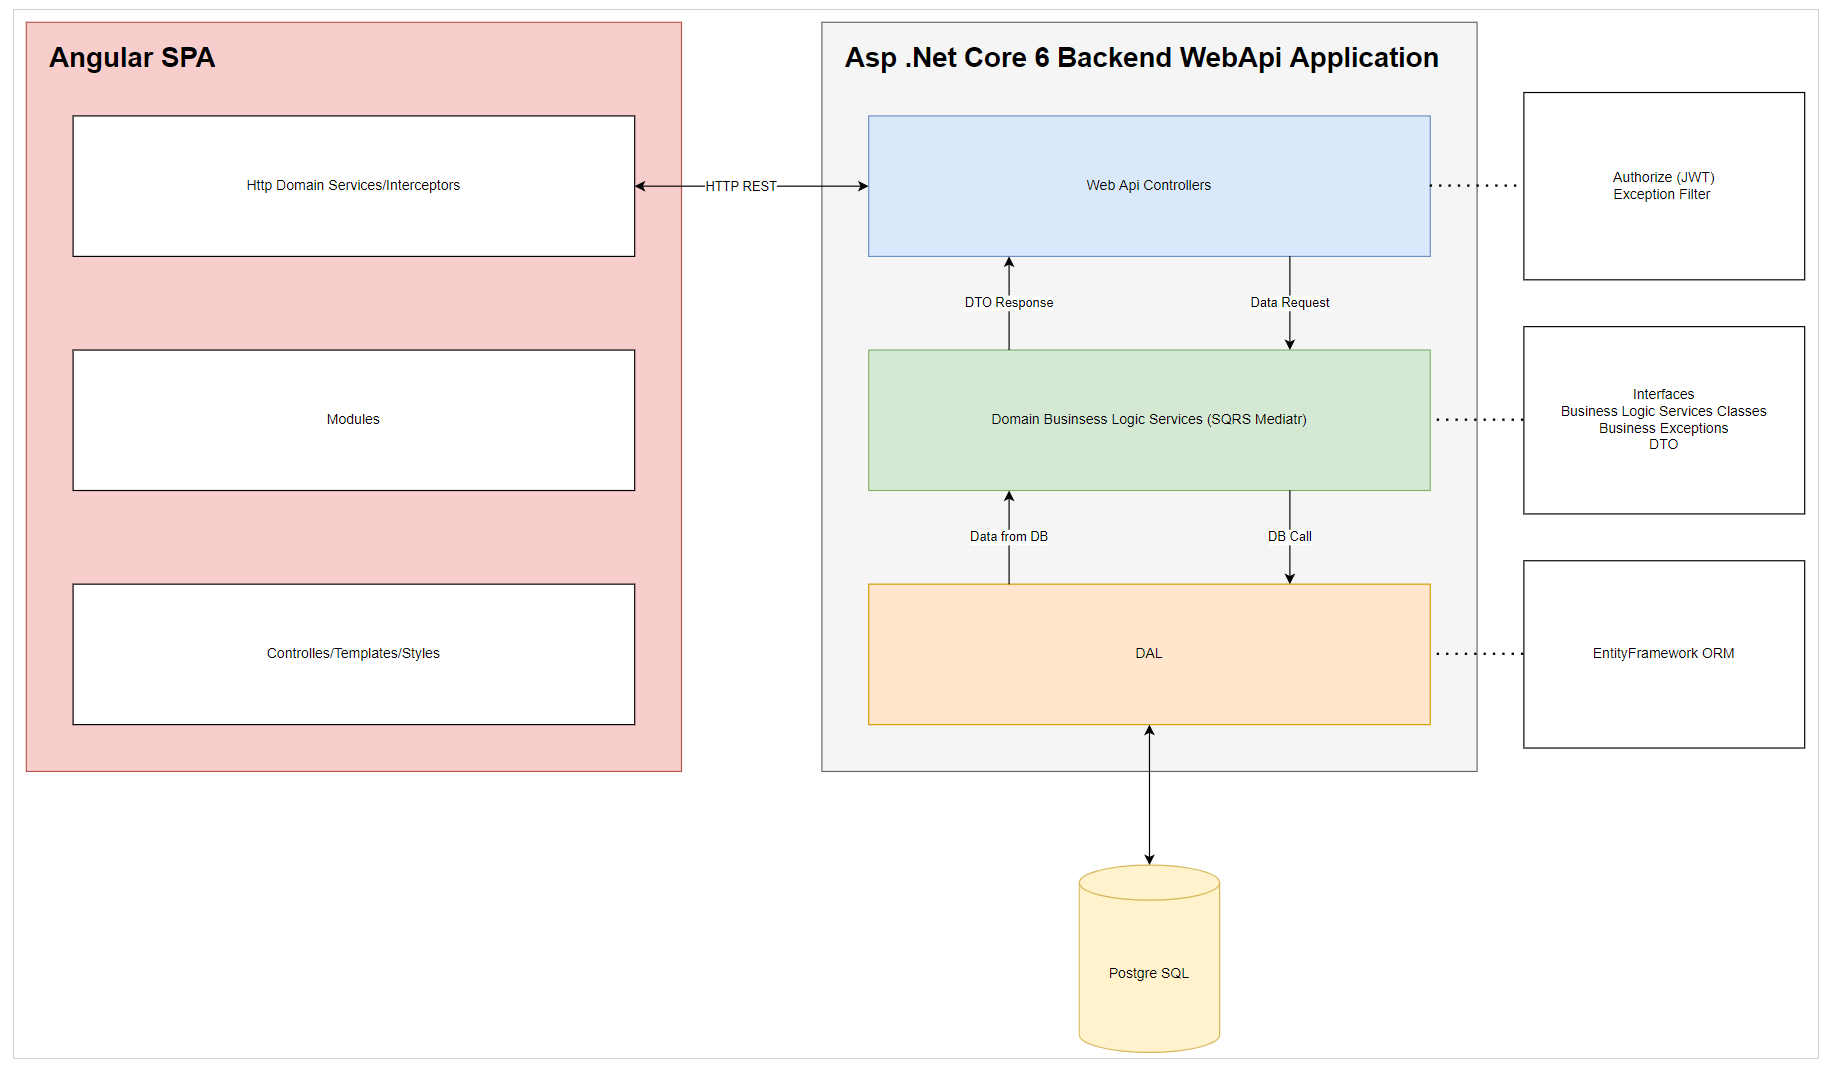 Angular SPA
Asp .Net Core 6 Backend WebApi Application
Http Domain Services/Interceptors
HTTP REST
Web Api Controllers
Authorize (JWT)
Exception Filter
DTO Response
Data Request
Modules
Domain Businsess Logic Services (SQRS Mediatr)
Interfaces
Business Logic Services Classes
Business Exceptions
DTO
Data from DB
DB Call
Controlles/Templates/Styles
DAL
EntityFramework ORM
Postgre SQL